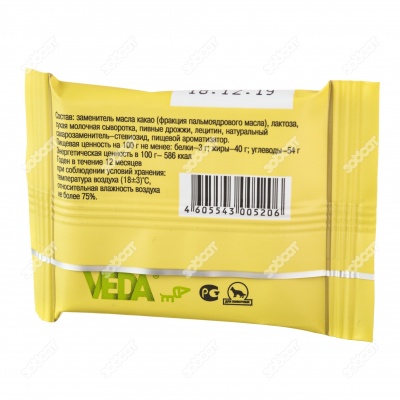 18.12.19
Состав: заменитель масла какао (фракция пальмоядрового масла), лактоза,
сухая молочная сыворотка, пивные дрожжи, лецитин, натуральный
сахарозаменитель–стевиозид, пищевой ароматизатор.
Пищевая ценность на 100 г не менее: белки–3 г; жиры–40 г; углеводы–54 г
Энергетическая ценность в 100 г– 586 ккал
Годен в течение 12 месяцев
при соблюдении условий хранения:
температура воздуха (18±3)°С,
относительная влажность воздуха
не более 75%.
4 605543 005206
VEDA®
РС